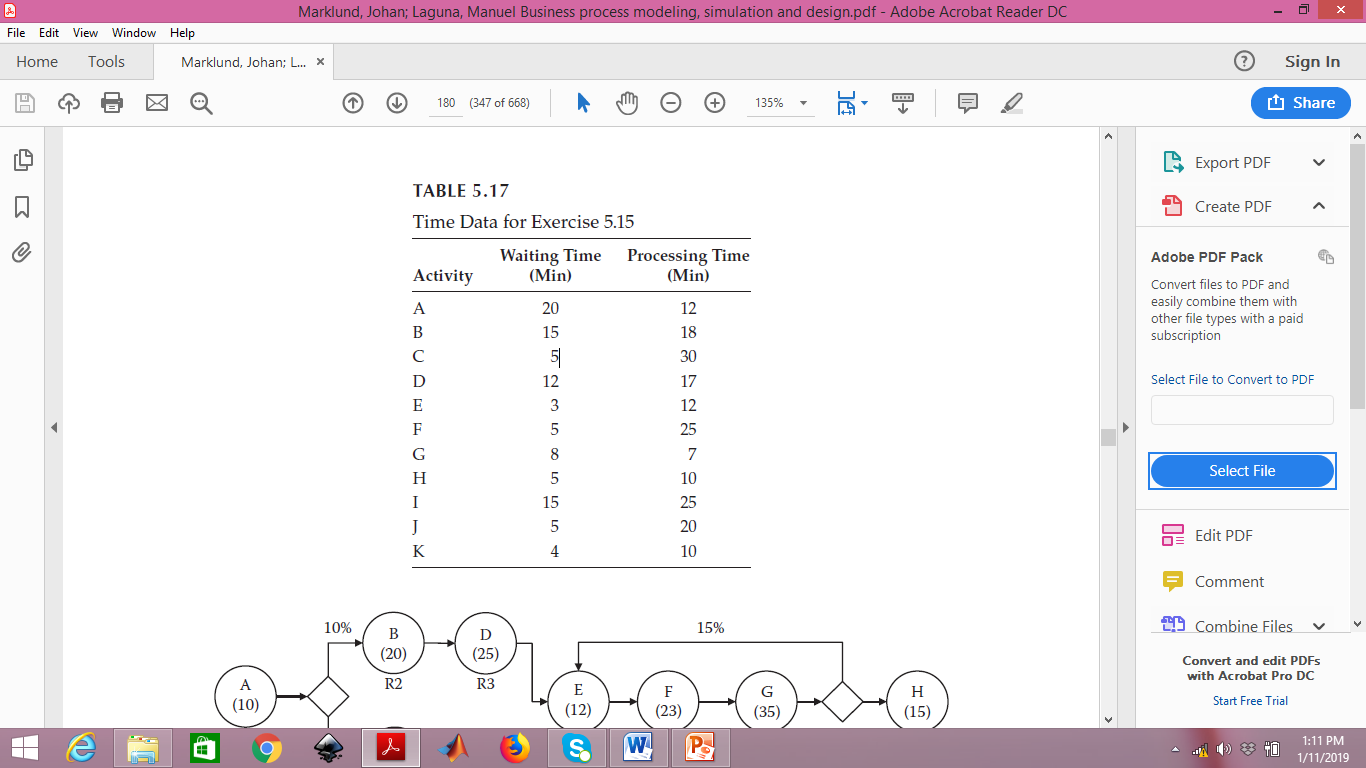 Marklund, Johan; Laguna, Manuel Business process modeling, simulation and design.pdf - Adobe Acrobat Reader DC
File Edit View Window Help
Home Tools Marklund, Johan; L... × ? Sign In
180 (347 of 668) 135% Share
TABLE 5.17
Time Data for Exercise 5.15
Waiting Time Processing Time
Activity (Min) (Min)
A 20 12
B 15 18
C 5 30
D 12 17
E 3 12
F 5 25
G 8 7
H 5 10
I 15 25
J 5 20
K 4 10
10% 15%
B D
(20) (25)
R2 R3
A E F G H
(10) (12) (23) (35) (15)
Export PDF
Create PDF
Adobe PDF Pack
Convert files to PDF and
easily combine them with
other file types with a paid
subscription
Select File to Convert to PDF
Select File
Edit PDF
Comment
Combine Files
Convert and edit PDFs
with Acrobat Pro DC
Start Free Trial
1:11 PM
1/11/2019